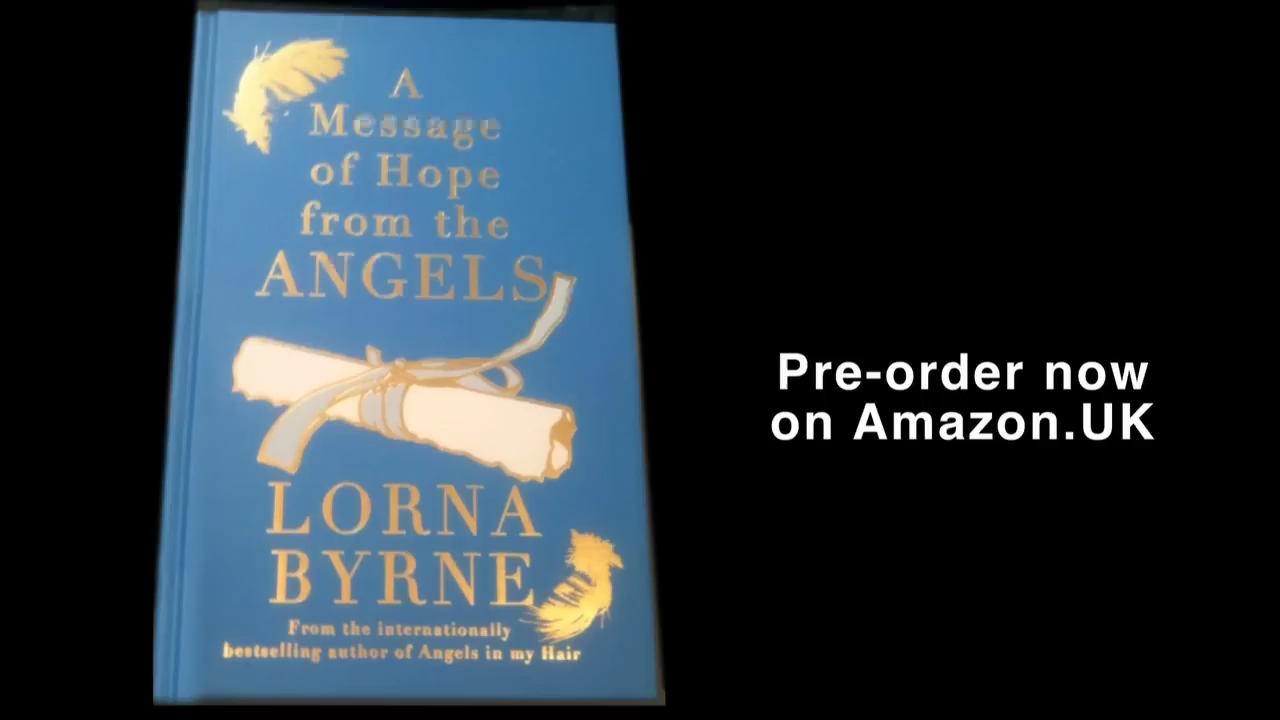 A
Message
of Hope
from the
ANGELS
LORNA
BYRNE
From the internationally
bestselling author of Angels in my Hair
Pre-order now
on Amazon.UK